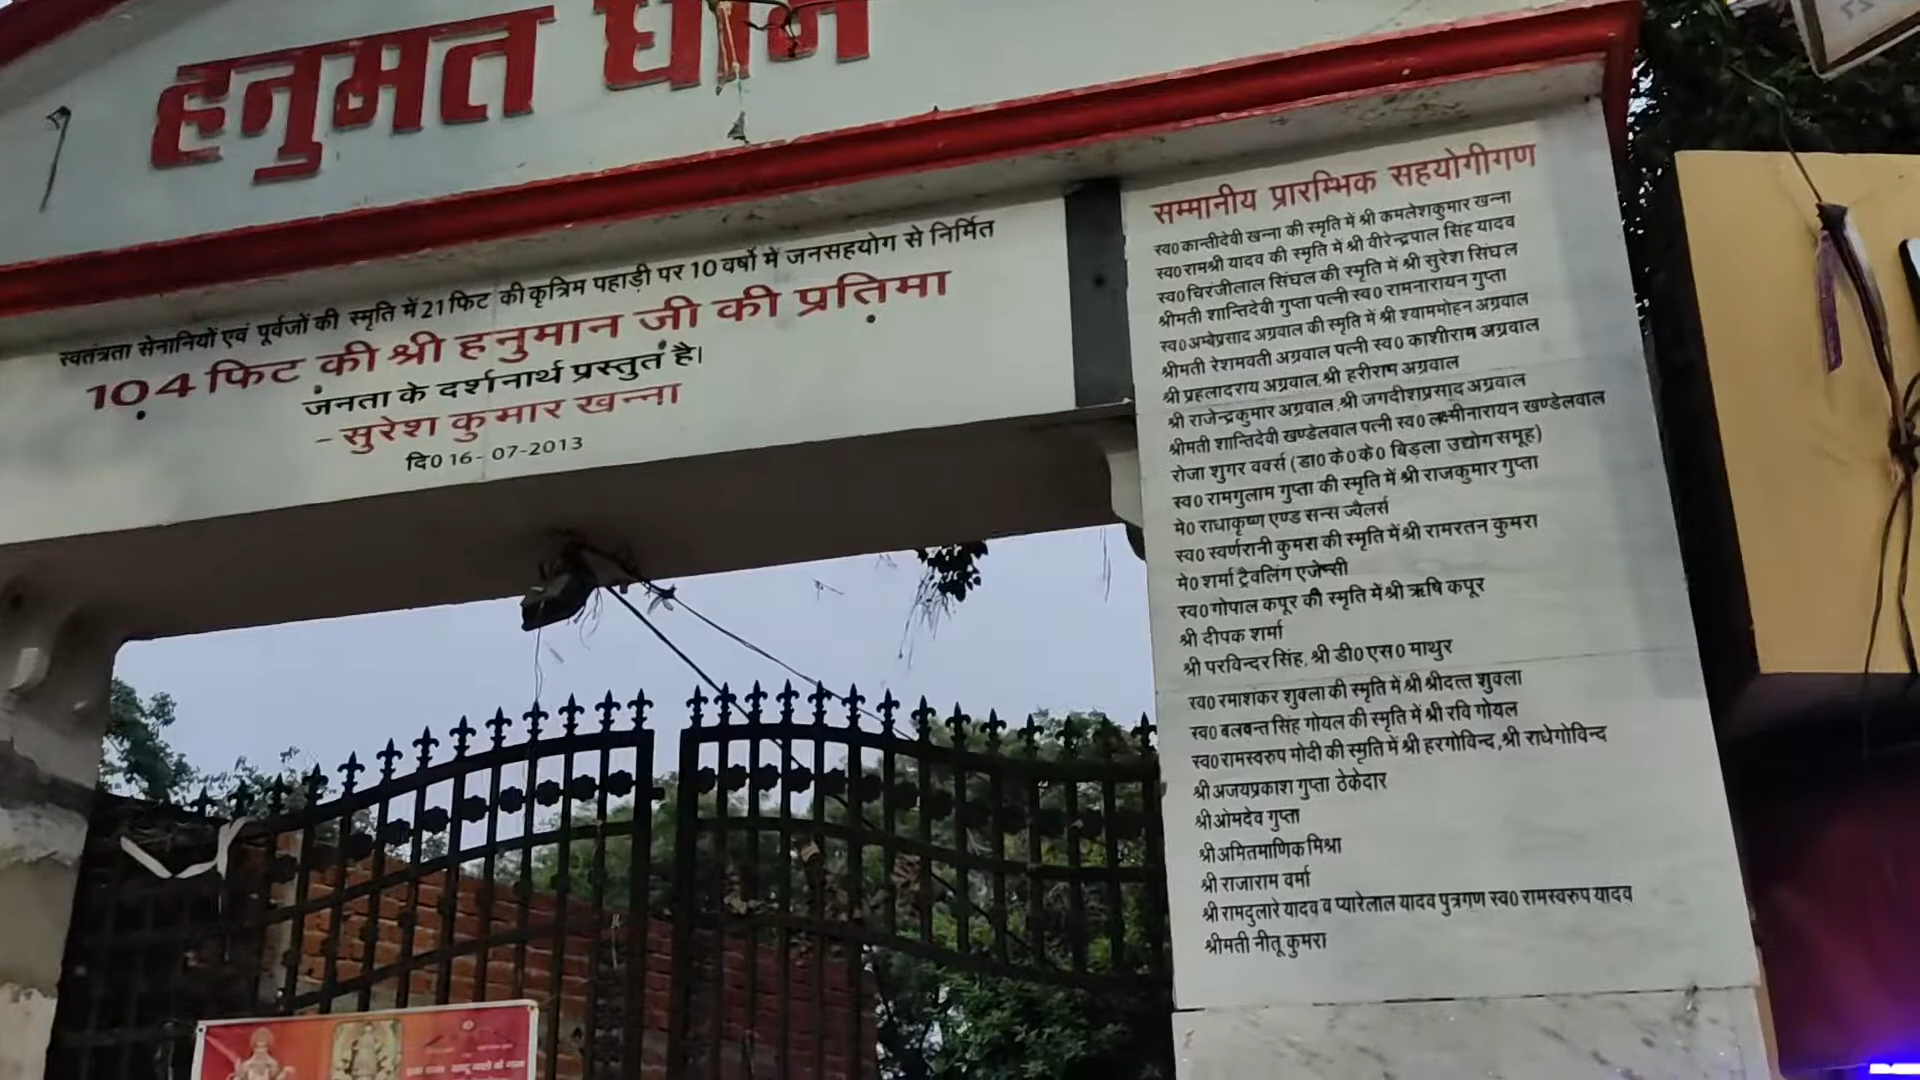 हनुमत धाम
स्वतंत्रता सेनानियों एवं पूर्वजों की स्मृति में 21 फिट की कृत्रिम पहाड़ी पर 10 वर्षो में जनसहयोग से निर्मित
104 फिट की श्री हनुमान जी की प्रतिमा
जनता के दर्शनार्थ प्रस्तुत है।
- सुरेश कुमार खन्ना
दि0 16- 07-2013
सम्मानीय प्रारम्भिक सहयोगीगण
स्व0 कान्तीदेवी खन्ना की स्मृति में श्री कमलेशकुमार खन्ना
स्व0 रामश्री यादव की स्मृति में श्री वीरेन्द्रपाल सिंह यादव
स्व0 चिरंजीलाल सिंघल की स्मृति में श्री सुरेश सिंघल
श्रीमती शान्तिदेवी गुप्ता पत्नी स्व0 रामनारायन गुप्ता
स्व0 अम्बेप्रसाद अग्रवाल की स्मृति में श्री श्याममोहन अग्रवाल
श्रीमती रेशमवती अग्रवाल पत्नी स्व0 काशीराम अग्रवाल
श्री प्रहलादराय अग्रवाल, श्री हरीराम अग्रवाल
श्री राजेन्द्रकुमार अग्रवाल, श्री जगदीशप्रसाद अग्रवाल
श्रीमती शान्तिदेवी खण्डेलवाल पत्नी स्व0 लक्ष्मीनारायन खण्डेलवाल
रोजा शुगर वर्क्स (डा0 के0 के0 बिड़ला उद्योग समूह)
स्व0 रामगुलाम गुप्ता की स्मृति में श्री राजकुमार गुप्ता
मे0 राधाकृष्ण एण्ड सन्स ज्वैलर्स
स्व0 स्वर्णरानी कुमरा की स्मृति में श्री रामरतन कुमरा
मे0 शर्मा ट्रैवलिंग एजेन्सी
स्व0 गोपाल कपूर की स्मृति में श्री ऋषि कपूर
श्री दीपक शर्मा
श्री परविन्दर सिंह, श्री डी0 एस0 माथुर
स्व0 रमाशंकर शुक्ला की स्मृति में श्री श्रीदत्त शुक्ला
स्व0 बलबन्त सिंह गोयल की स्मृति में श्री रवि गोयल
स्व0 रामस्वरुप मोदी की स्मृति में श्री हरगोविन्द, श्री राधेगोविन्द
श्री अजयप्रकाश गुप्ता ठेकेदार
श्री ओमदेव गुप्ता
श्री अमितमाणिक मिश्रा
श्री राजाराम वर्मा
श्री रामदुलारे यादव व प्यारेलाल यादव पुत्रगण स्व0 रामस्वरुप यादव
श्रीमती नीतू कुमरा